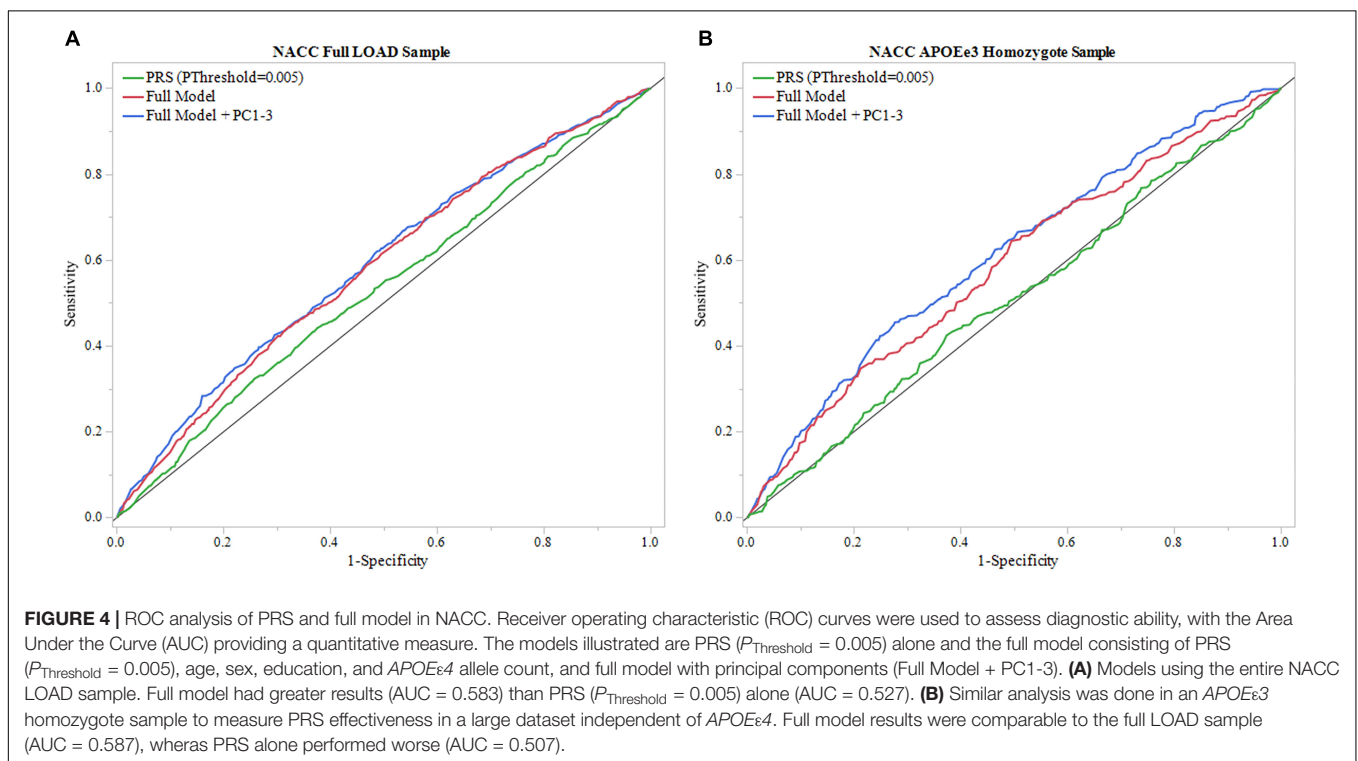 A
NACC Full LOAD Sample
PRS (PThreshold=0.005)
Full Model
Full Model + PC1-3
1.0
0.8
0.6
0.4
0.2
0.0
Sensitivity
0.0 0.2 0.4 0.6 0.8 1.0
1-Specificity
B
NACC APOEe3 Homozygote Sample
PRS (PThreshold=0.005)
Full Model
Full Model + PC1-3
1.0
0.8
0.6
0.4
0.2
0.0
Sensitivity
0.0 0.2 0.4 0.6 0.8 1.0
1-Specificity
FIGURE 4 | ROC analysis of PRS and full model in NACC. Receiver operating characteristic (ROC) curves were used to assess diagnostic ability, with the Area
Under the Curve (AUC) providing a quantitative measure. The models illustrated are PRS (PThreshold = 0.005) alone and the full model consisting of PRS
(PThreshold = 0.005), age, sex, education, and APOEε4 allele count, and full model with principal components (Full Model + PC1-3). (A) Models using the entire NACC
LOAD sample. Full model had greater results (AUC = 0.583) than PRS (PThreshold = 0.005) alone (AUC = 0.527). (B) Similar analysis was done in an APOEε3
homozygote sample to measure PRS effectiveness in a large dataset independent of APOEε4. Full model results were comparable to the full LOAD sample
(AUC = 0.587), wheras PRS alone performed worse (AUC = 0.507).